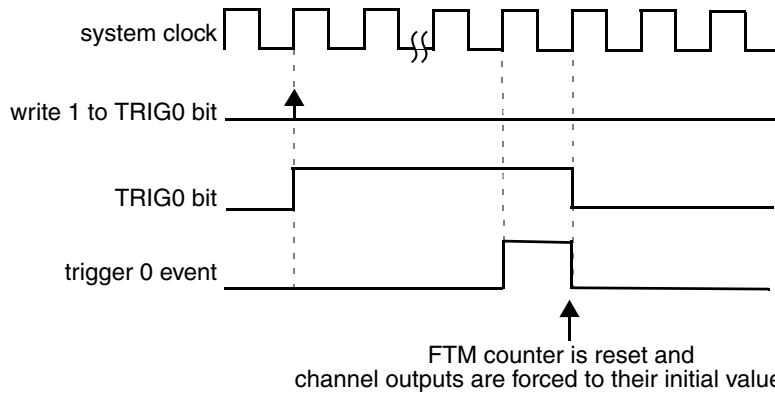 system clock
write 1 to TRIG0 bit
TRIG0 bit
trigger 0 event
FTM counter is reset and
channel outputs are forced to their initial value